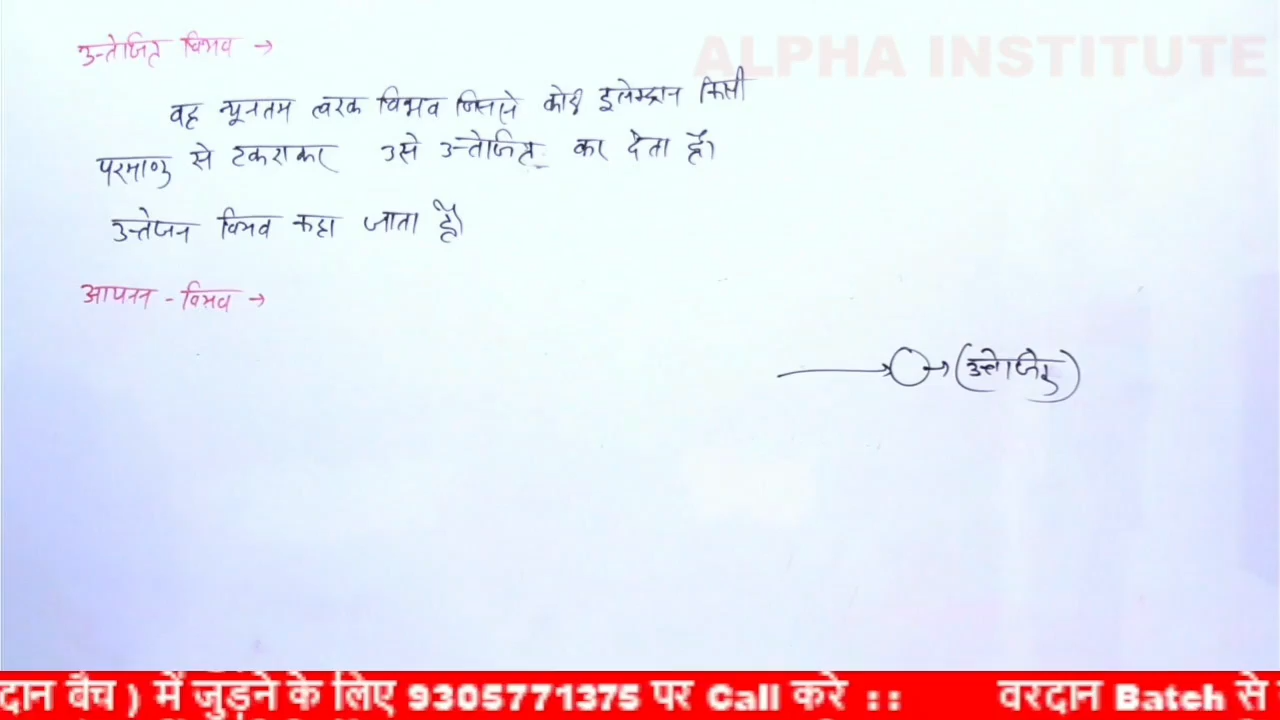 ALPHA INSTITUTE
उत्तेजित विभव →
वह न्यूनतम त्वरक विभव जिससे कोई इलेक्ट्रान किसी
परमाणु से टकराकर उसे उत्तेजित कर देता है।
उत्तेजन विभव कहा जाता है।
आयनन - विभव →
→ (उत्तेजित)
दान बैच ) में जुड़ने के लिए 9305771375 पर Call करे : : वरदान Batch से